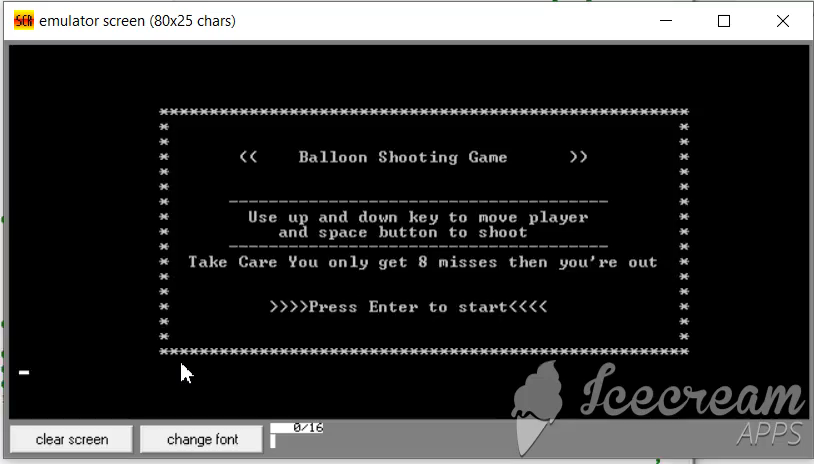 SCR emulator screen (80x25 chars)
*****************************************************
<< Balloon Shooting Game >>
--------------------------------------
Use up and down key to move player
and space button to shoot
--------------------------------------
Take Care You only get 8 misses then you're out
>>>>Press Enter to start<<<<
*****************************************************
clear screen change font 0/16
Icecream
APPS